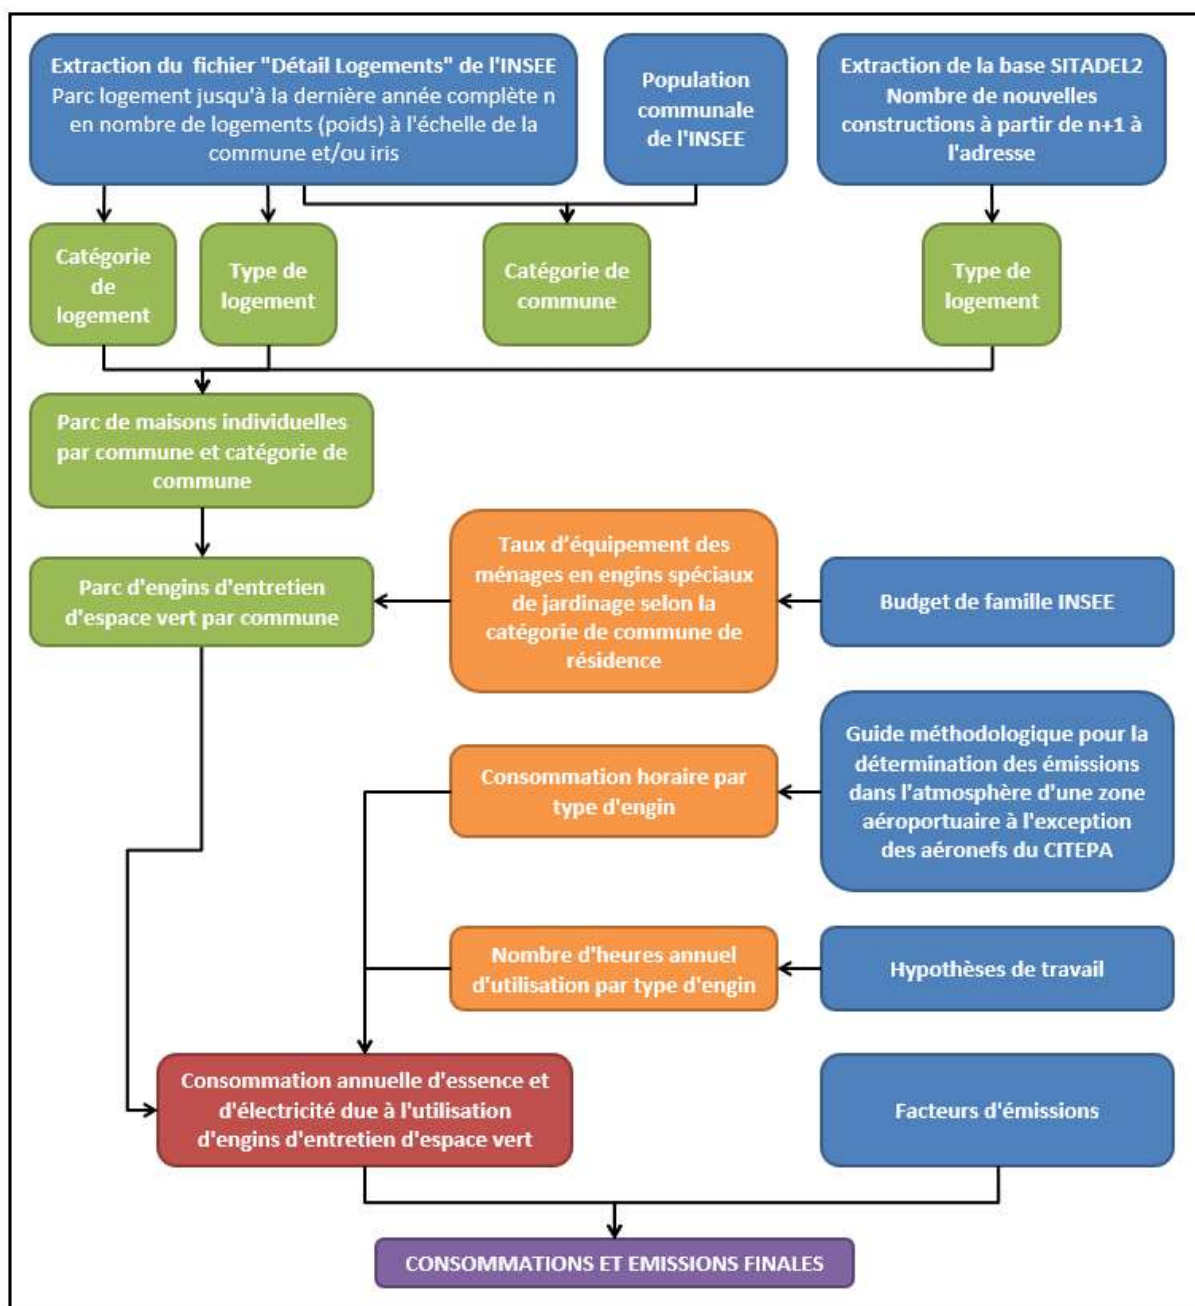 Extraction du fichier "Détail Logements" de l'INSEE
Parc logement jusqu'à la dernière année complète n
en nombre de logements (poids) à l'échelle de la
commune et/ou iris
Population
communale
de l'INSEE
Extraction de la base SITADEL2
Nombre de nouvelles
constructions à partir de n+1 à
l'adresse
Catégorie
de
logement
Type de
logement
Catégorie de
commune
Type de
logement
Parc de maisons individuelles
par commune et catégorie de
commune
Parc d'engins d'entretien
d'espace vert par commune
Taux d'équipement des
ménages en engins spéciaux
de jardinage selon la
catégorie de commune de
résidence
Budget de famille INSEE
Consommation horaire par
type d'engin
Guide méthodologique pour la
détermination des émissions
dans l'atmosphère d'une zone
aéroportuaire à l'exception
des aéronefs du CITEPA
Nombre d'heures annuel
d'utilisation par type d'engin
Hypothèses de travail
Consommation annuelle d'essence et
d'électricité due à l'utilisation
d'engins d'entretien d'espace vert
Facteurs d'émissions
CONSOMMATIONS ET EMISSIONS FINALES